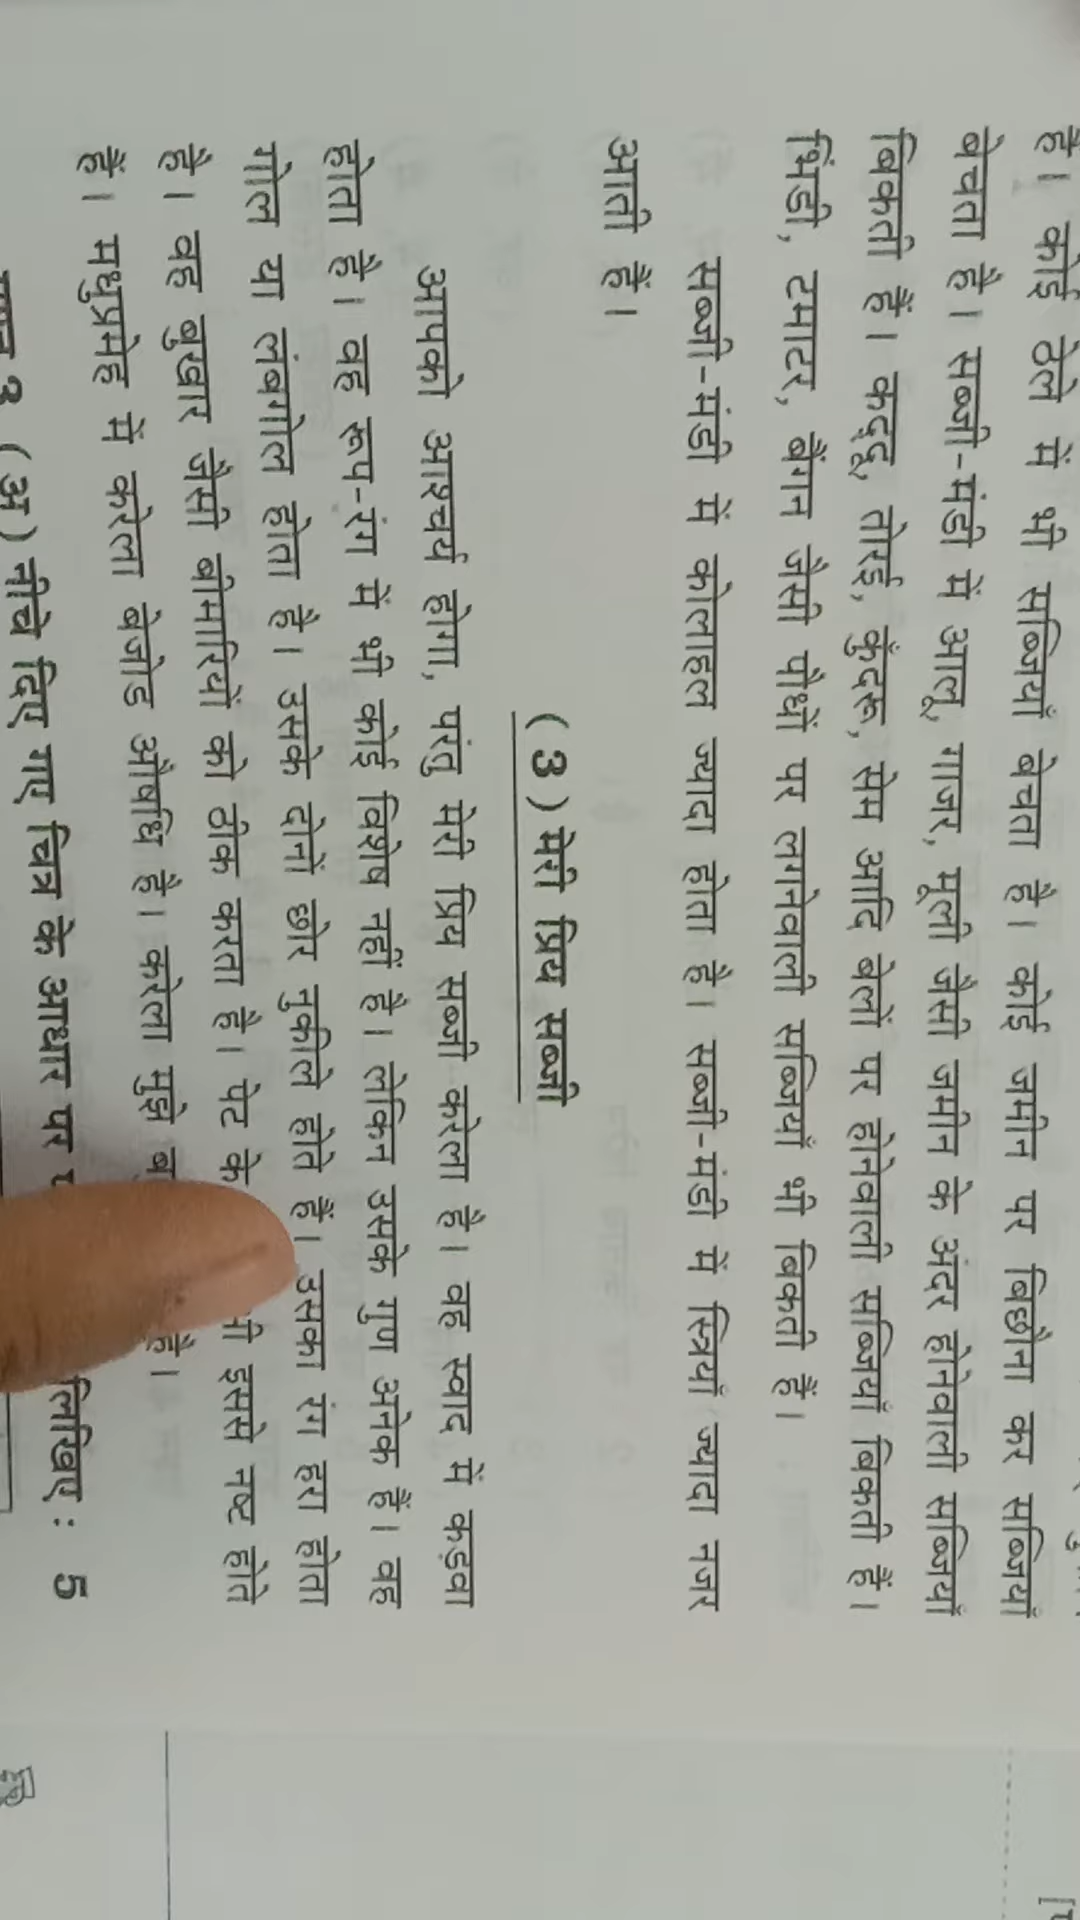 है। कोई ठेले में भी सब्जियाँ बेचता है। कोई जमीन पर बिछौना कर सब्जियाँ
बेचता है। सब्जी-मंडी में आलू, गाजर, मूली जैसी जमीन के अंदर होनेवाली सब्जियाँ
बिकती हैं। कद्दू, तोरई, कुंदरू, सेम आदि बेलों पर होनेवाली सब्जियाँ बिकती हैं।
भिंडी, टमाटर, बैंगन जैसी पौधों पर लगनेवाली सब्जियाँ भी बिकती हैं।
सब्जी-मंडी में कोलाहल ज्यादा होता है। सब्जी-मंडी में स्त्रियाँ ज्यादा नजर
आती हैं।
(3) मेरी प्रिय सब्जी
आपको आश्चर्य होगा, परंतु मेरी प्रिय सब्जी करेला है। वह स्वाद में कड़वा
होता है। वह रूप-रंग में भी कोई विशेष नहीं है। लेकिन उसके गुण अनेक हैं। वह
गोल या लंबगोल होता है। उसके दोनों छोर नुकीले होते हैं। उसका रंग हरा होता
है। वह बुखार जैसी बीमारियों को ठीक करता है। पेट के इससे नष्ट होते
हैं। मधुप्रमेह में करेला बेजोड औषधि है। करेला मुझे है।
3 (अ) नीचे दिए गए चित्र के आधार पर लिखिए : 5